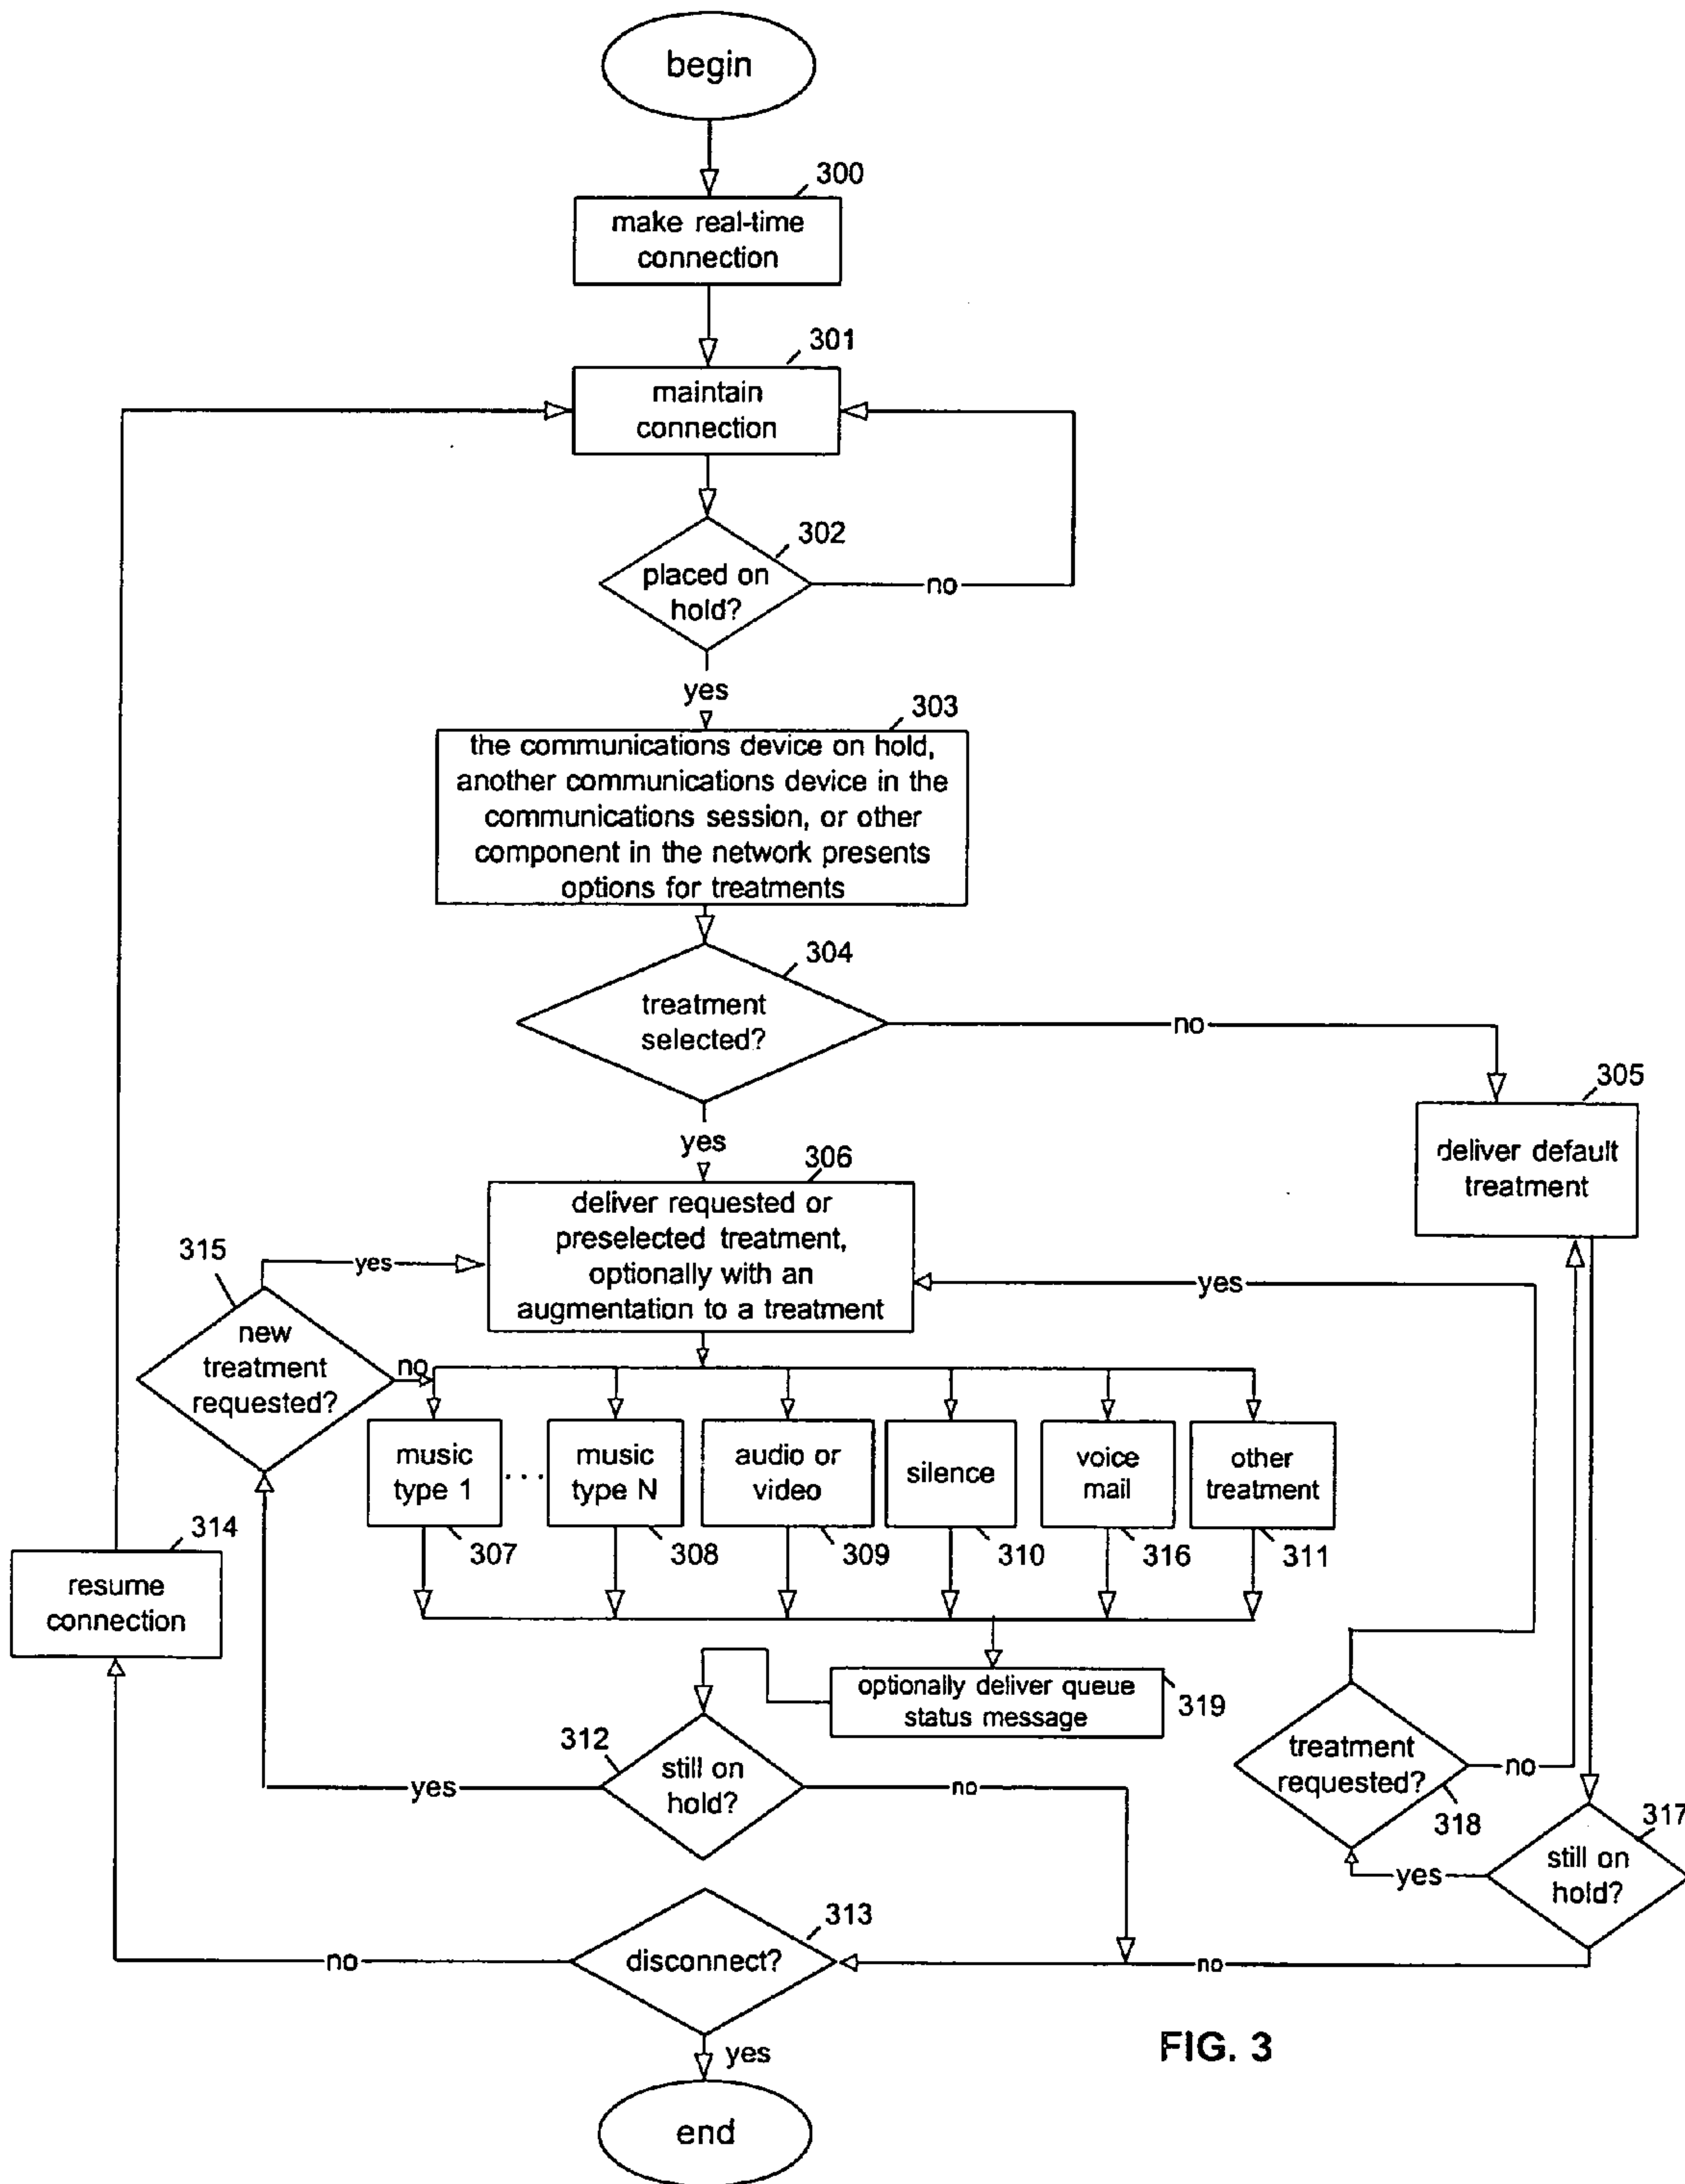 begin
300
make real-time
connection
301
maintain
connection
302
placed on
hold?
no
yes
303
the communications device on hold,
another communications device in the
communications session, or other
component in the network presents
options for treatments
304
treatment
selected?
no
305
deliver default
treatment
yes
306
deliver requested or
preselected treatment,
optionally with an
augmentation to a treatment
315
yes
yes
new
treatment
requested?
no
music
type 1
. . .
music
type N
audio or
video
silence
voice
mail
other
treatment
307
308
309
310
316
311
314
resume
connection
optionally deliver queue
status message
319
312
still on
hold?
yes
no
treatment
requested?
no
318
317
still on
hold?
yes
313
disconnect?
no
no
yes
end
FIG. 3